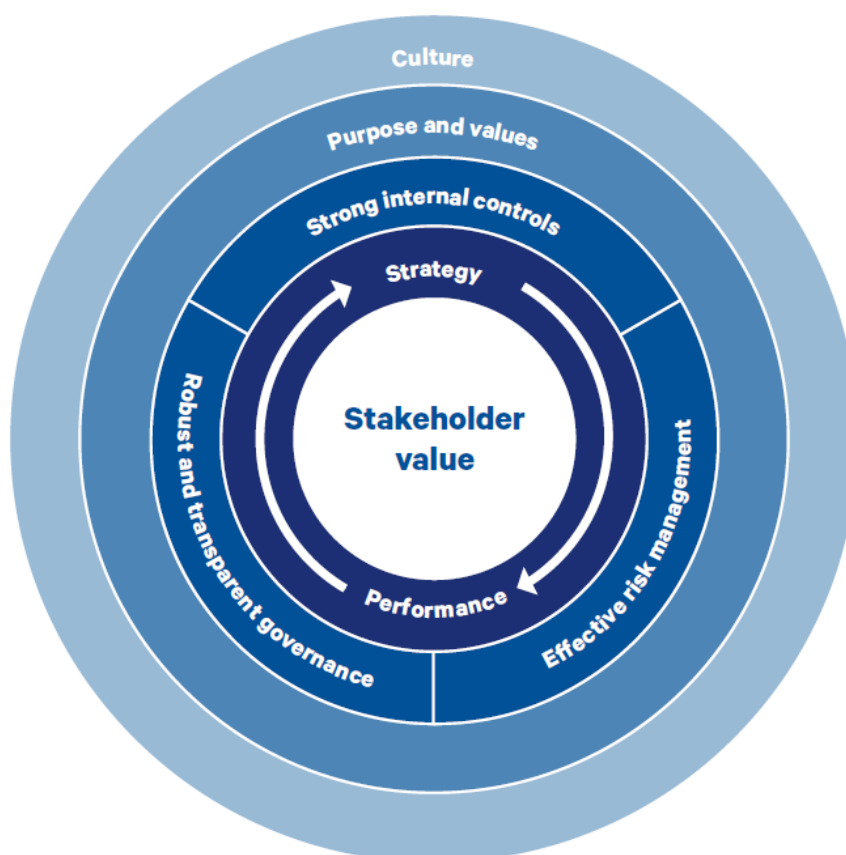 Culture
Purpose and values
Strong internal controls
Strategy
Stakeholder
value
Performance
Robust and transparent governance
Effective risk management